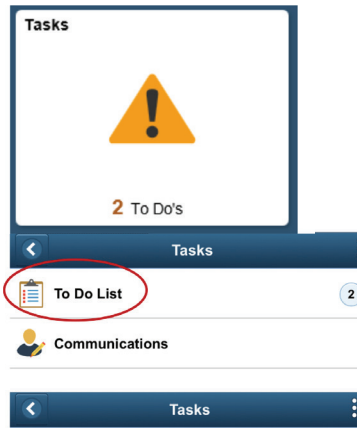 Tasks
2 To Do's
Tasks
To Do List 2
Communications
Tasks